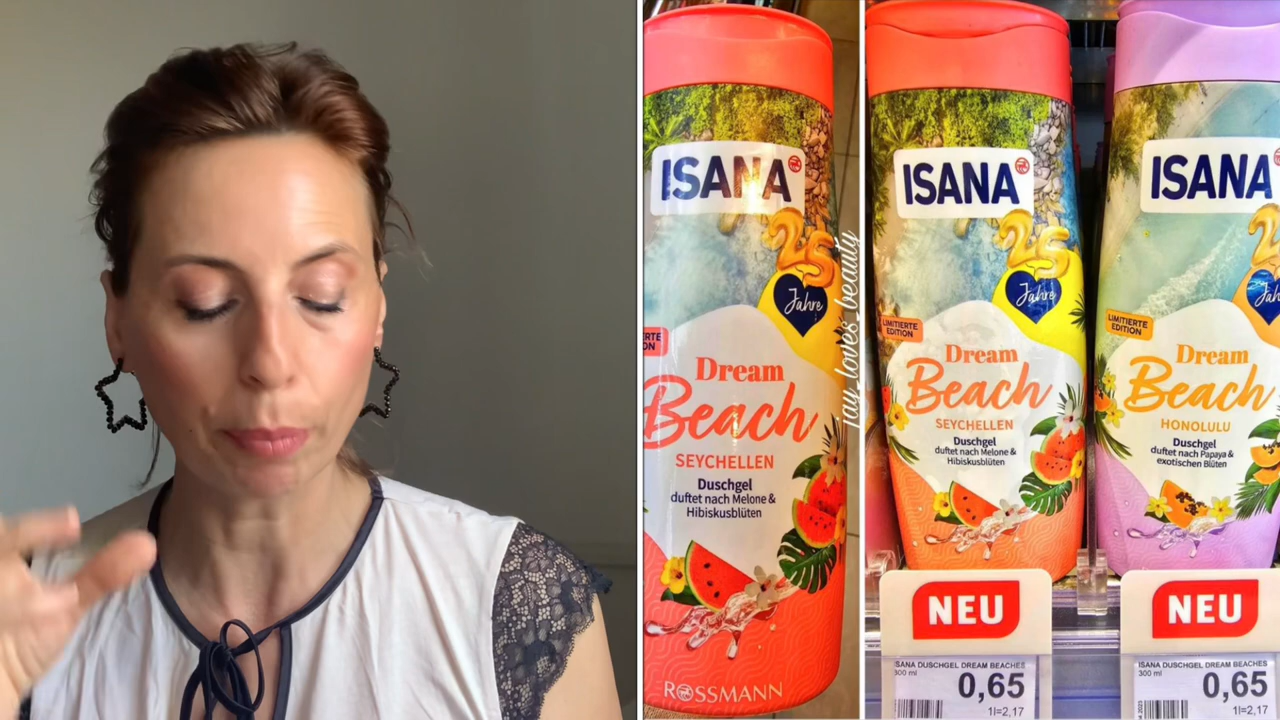 ISANA
25
Jahre
Dream
Beach
SEYCHELLEN
Duschgel
duftet nach Melone &
Hibiskusblüten
ROSSMANN
jay_loves_beauty
ISANA
25
Jahre
LIMITIERTE
EDITION
Dream
Beach
SEYCHELLEN
Duschgel
duftet nach Melone &
Hibiskusblüten
NEU
ISANA DUSCHGEL DREAM BEACHES
300 ml
0,65
1l=2,17
ISANA
LIMITIERTE
EDITION
Dream
Beach
HONOLULU
Duschgel
duftet nach Papaya &
exotischen Blüten
NEU
ISANA DUSCHGEL DREAM BEACHES
300 ml
0,65
1l=2,17